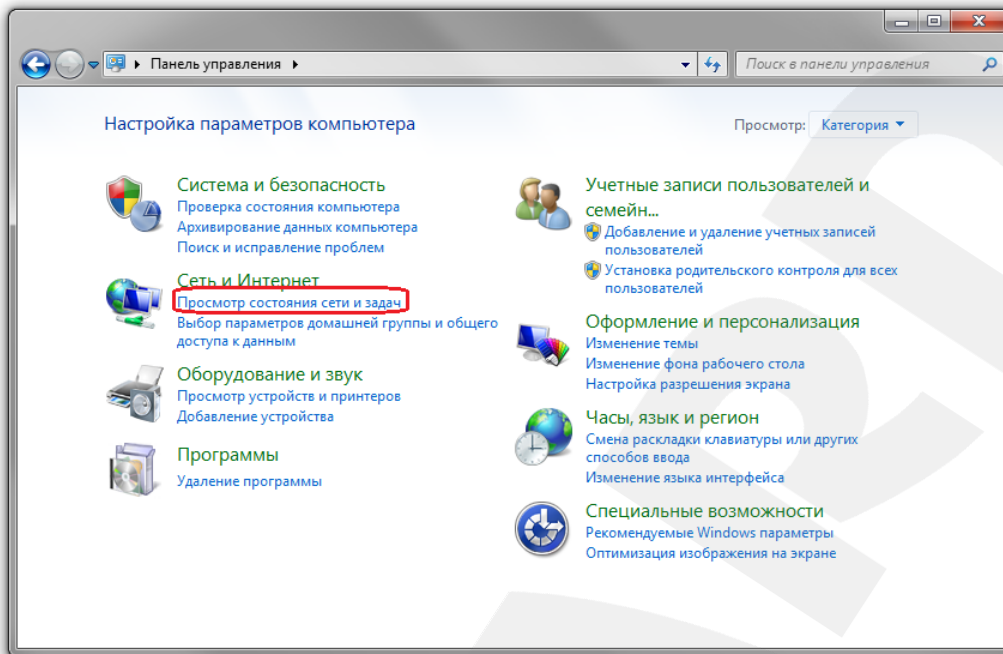 Панель управления
Поиск в панели управления
Настройка параметров компьютера
Просмотр: Категория
Система и безопасность
Проверка состояния компьютера
Архивирование данных компьютера
Поиск и исправление проблем
Сеть и Интернет
Просмотр состояния сети и задач
Выбор параметров домашней группы и общего
доступа к данным
Оборудование и звук
Просмотр устройств и принтеров
Добавление устройства
Программы
Удаление программы
Учетные записи пользователей и
семейн...
Добавление и удаление учетных записей
пользователей
Установка родительского контроля для всех
пользователей
Оформление и персонализация
Изменение темы
Изменение фона рабочего стола
Настройка разрешения экрана
Часы, язык и регион
Смена раскладки клавиатуры или других
способов ввода
Изменение языка интерфейса
Специальные возможности
Рекомендуемые Windows параметры
Оптимизация изображения на экране